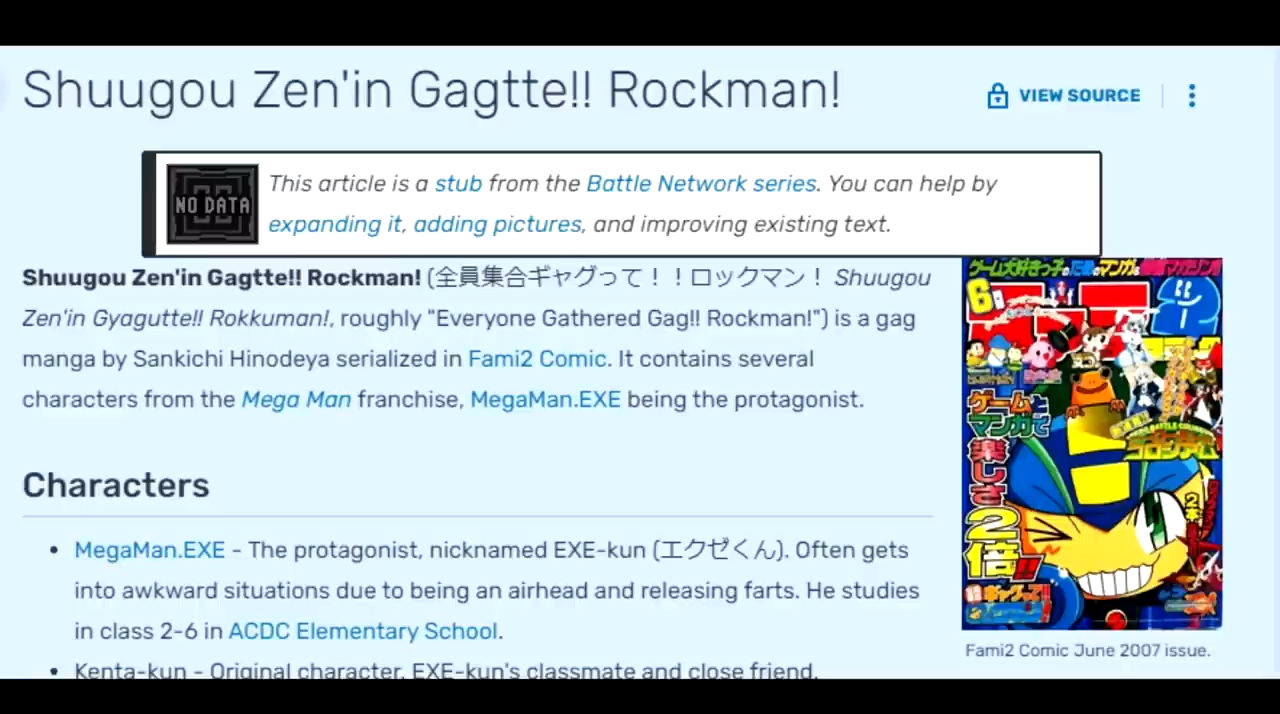 Shuugou Zen'in Gagtte!! Rockman!
VIEW SOURCE
NO DATA
This article is a stub from the Battle Network series. You can help by
expanding it, adding pictures, and improving existing text.
Shuugou Zen'in Gagtte!! Rockman! (全員集合ギャグって！！ロックマン！ Shuugou
Zen'in Gyagutte!! Rokkuman!, roughly "Everyone Gathered Gag!! Rockman!") is a gag
manga by Sankichi Hinodeya serialized in Fami2 Comic. It contains several
characters from the Mega Man franchise, MegaMan.EXE being the protagonist.
6
ゲームと
マンガで
楽しさ
2倍!!
Fami2 Comic June 2007 issue.
Characters
• MegaMan.EXE - The protagonist, nicknamed EXE-kun (エクゼくん). Often gets
into awkward situations due to being an airhead and releasing farts. He studies
in class 2-6 in ACDC Elementary School.
• Kenta-kun - Original character. EXE-kun's classmate and close friend.